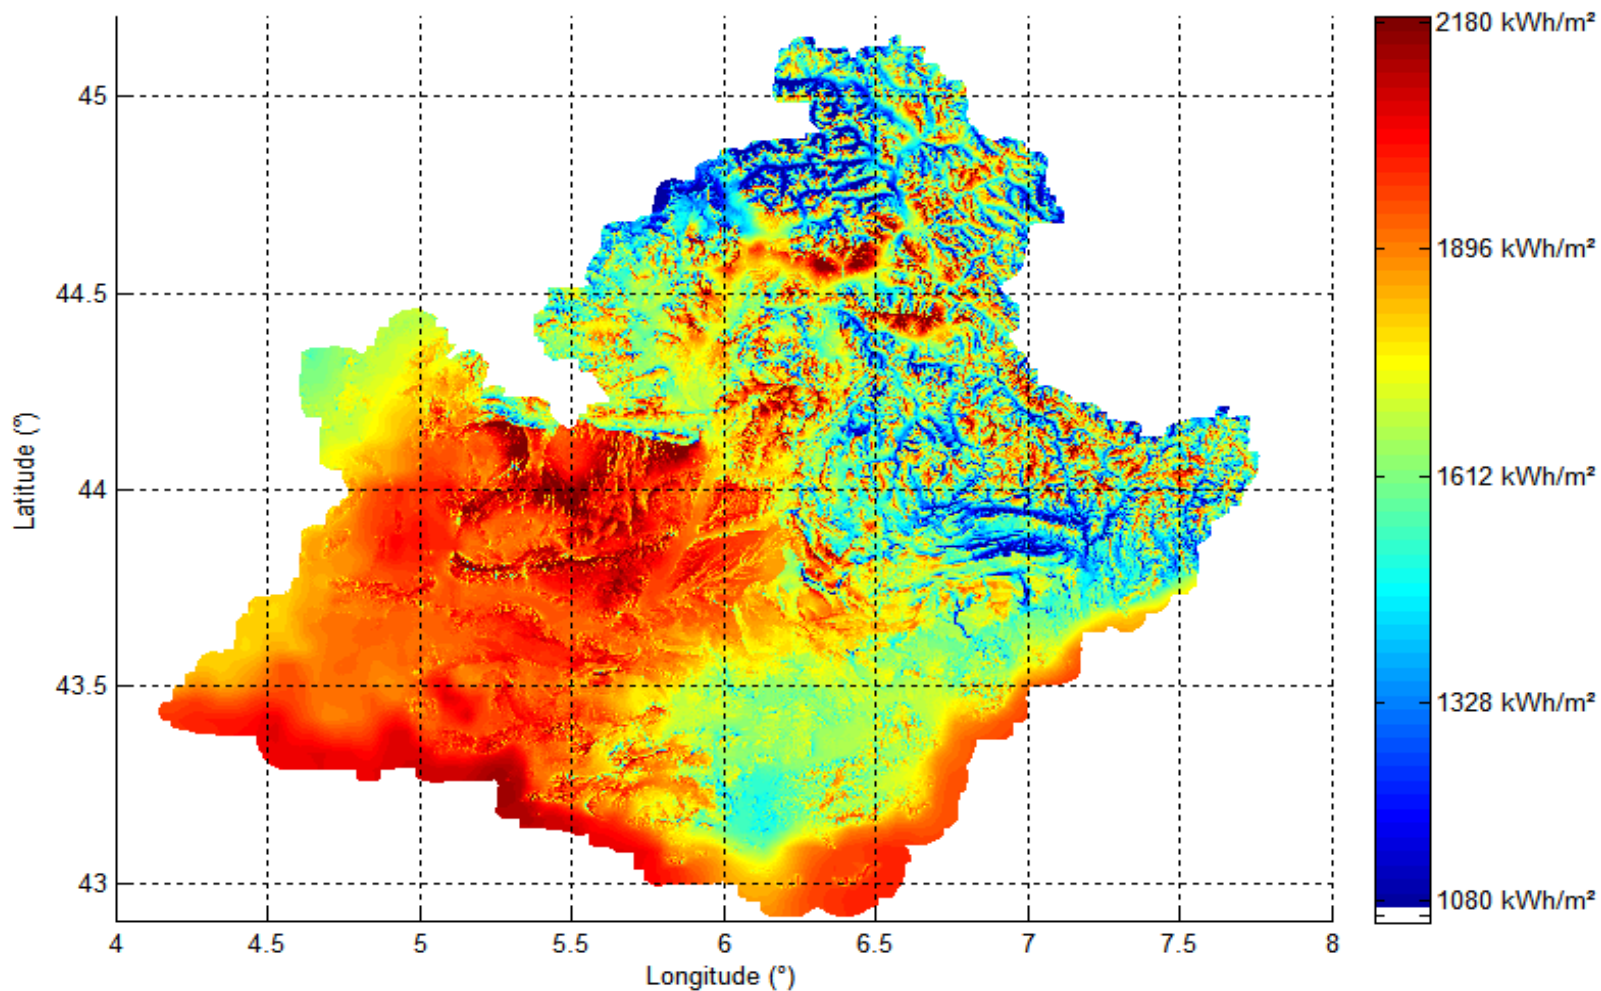 2180 kWh/m²
1896 kWh/m²
1612 kWh/m²
1328 kWh/m²
1080 kWh/m²
45
44.5
44
43.5
43
Latitude (°)
4 4.5 5 5.5 6 6.5 7 7.5 8
Longitude (°)